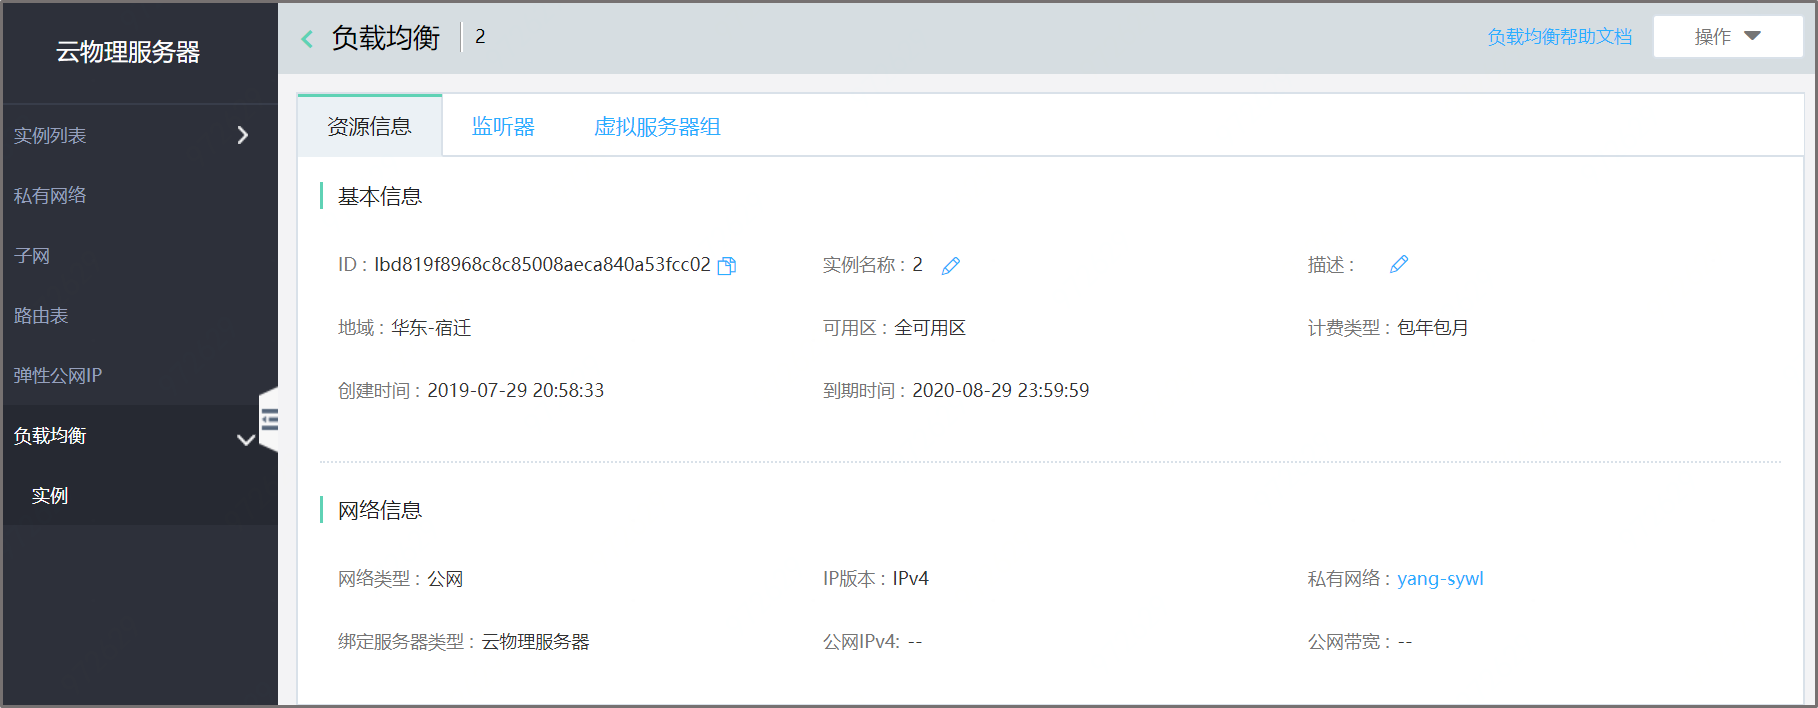 云物理服务器
实例列表
私有网络
子网
路由表
弹性公网IP
负载均衡
实例
负载均衡 2
负载均衡帮助文档
操作
资源信息 监听器 虚拟服务器组
基本信息
ID : lbd819f8968c8c85008aeca840a53fcc02 实例名称 : 2 描述 :
地域 : 华东-宿迁 可用区 : 全可用区 计费类型 : 包年包月
创建时间 : 2019-07-29 20:58:33 到期时间 : 2020-08-29 23:59:59
网络信息
网络类型 : 公网 IP版本 : IPv4 私有网络 : yang-sywl
绑定服务器类型 : 云物理服务器 公网IPv4: -- 公网带宽 : --